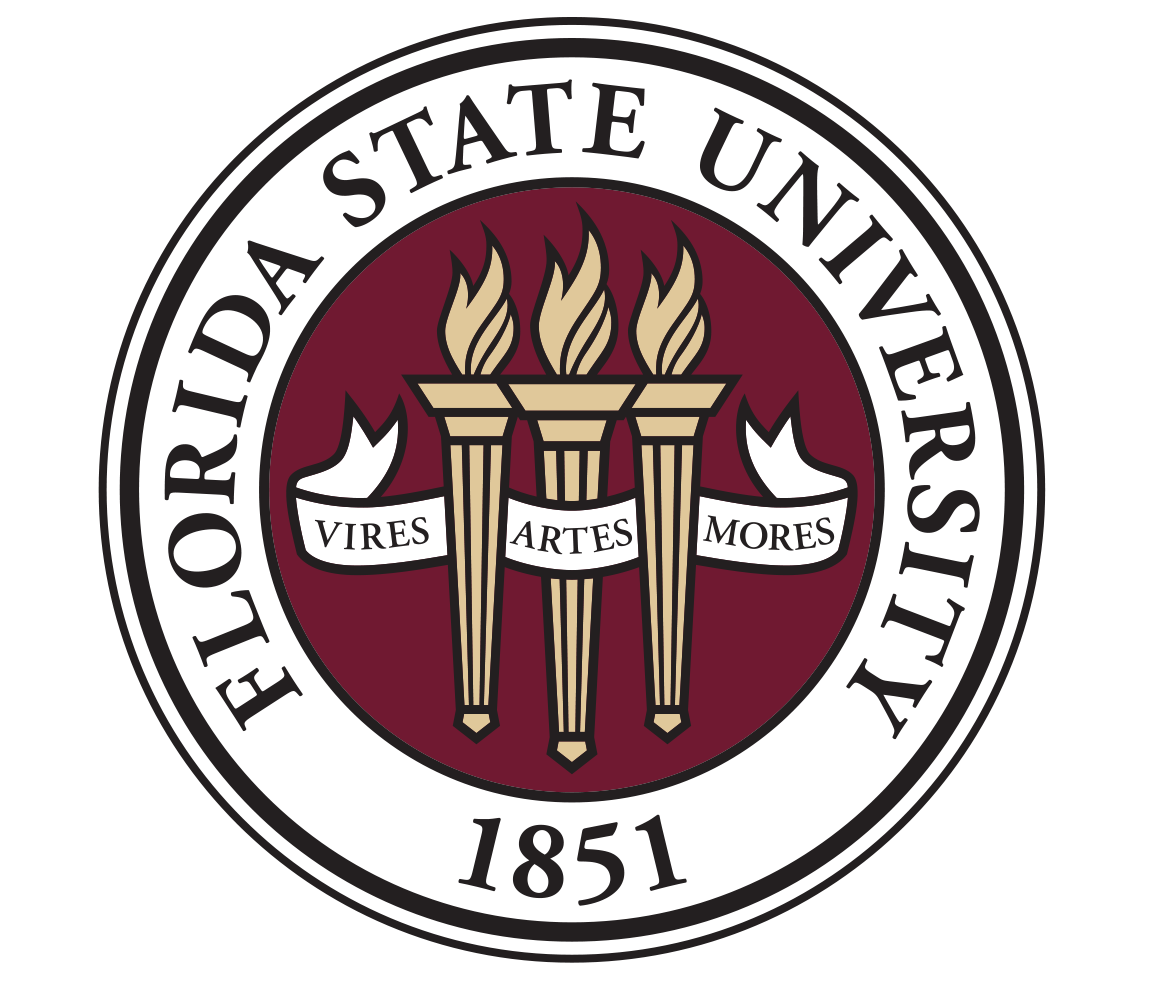 FLORIDA STATE UNIVERSITY
VIRES ARTES MORES
1851